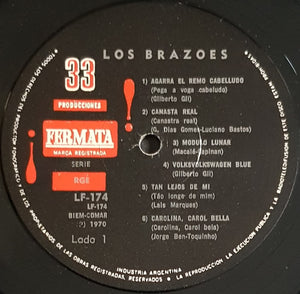 LOS BRAZOES
33
PRODUCCIONES
FERMATA
MARCA REGISTRADA
SERIE
RGE
LF-174
LF-174
BIEM-COMAR
(P) 1970
Lado 1
1 AGARRA EL REMO CABELLUDO
(Pega a voga caboludo)
(Gilberto Gil)
2 CANASTA REAL
(Canastra real)
(G. Dias Gomes-Luciano Bastos)
3 MODULO LUNAR
(Macalé-Capinan)
4 VOLKSVOLKSWAGEN BLUE
(Gilberto Gil)
5 TAN LEJOS DE MI
(Tão longe de mim)
(Lais Marques)
6 CAROLINA, CAROL BELLA
(Carolina, Carol bela)
(Jorge Ben-Toquinho)
INDUSTRIA ARGENTINA